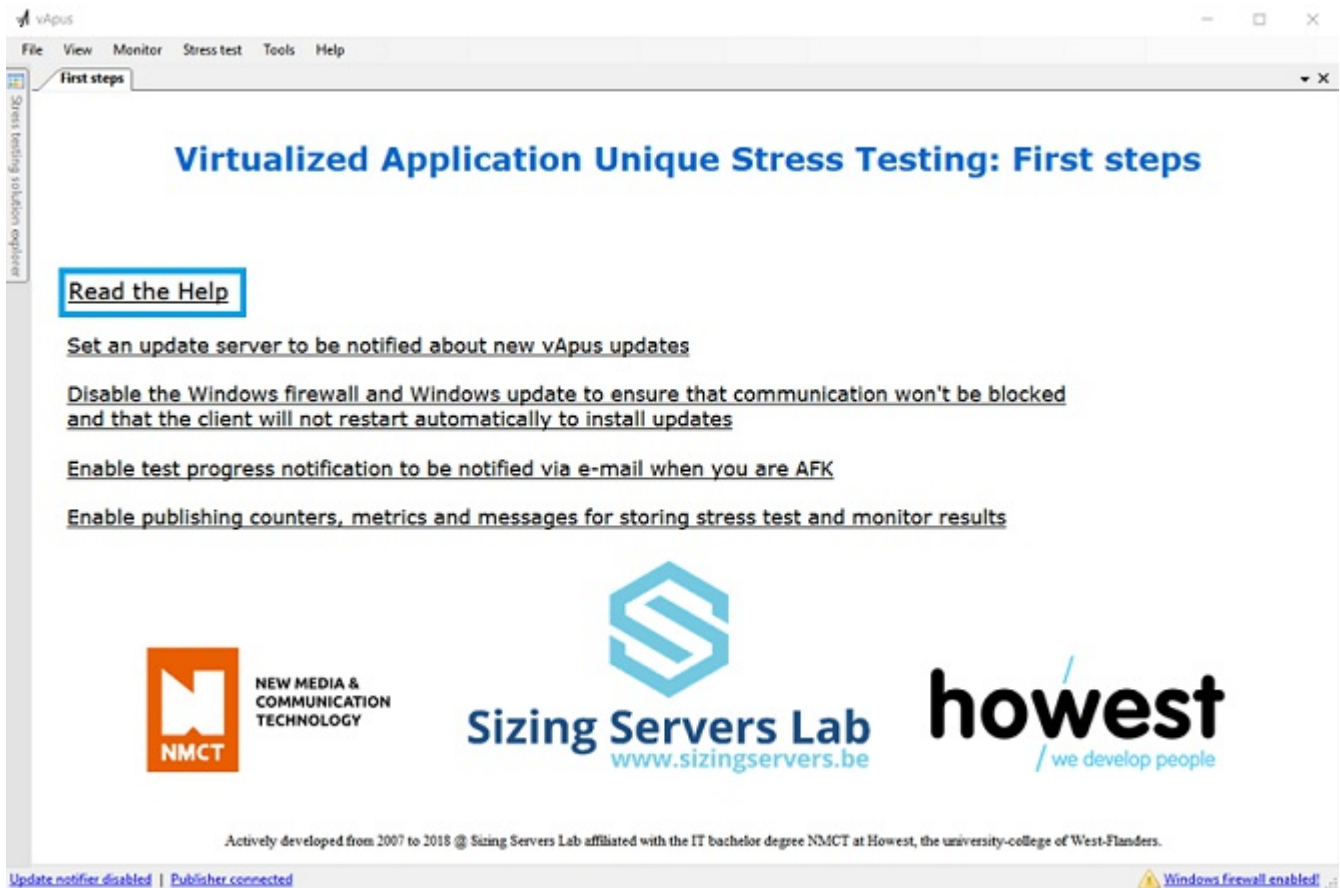 vApus
File View Monitor Stress test Tools Help
First steps
Stress testing solution explorer
Virtualized Application Unique Stress Testing: First steps
Read the Help
Set an update server to be notified about new vApus updates
Disable the Windows firewall and Windows update to ensure that communication won't be blocked
and that the client will not restart automatically to install updates
Enable test progress notification to be notified via e-mail when you are AFK
Enable publishing counters, metrics and messages for storing stress test and monitor results
NMCT
NEW MEDIA &
COMMUNICATION
TECHNOLOGY
Sizing Servers Lab
www.sizingservers.be
howest
/ we develop people
Actively developed from 2007 to 2018 @ Sizing Servers Lab affiliated with the IT bachelor degree NMCT at Howest, the university-college of West-Flanders.
Update notifier disabled | Publisher connected
Windows firewall enabled!